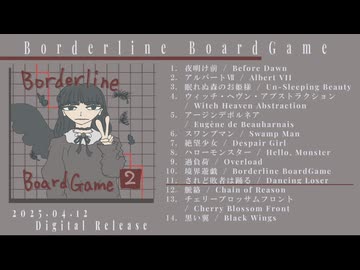 Borderline BoardGame
Borderline
BoardGame 2
2025.04.12
Digital Release
1. 夜明け前 / Before Dawn
2. アルバートⅦ / Albert VII
3. 眠れぬ森のお姫様 / Un-Sleeping Beauty
4. ウィッチ・ヘヴン・アブストラクション
/ Witch Heaven Abstraction
5. アージンデボルネア
/ Eugène de Beauharnais
6. スワンプマン / Swamp Man
7. 絶望少女 / Despair Girl
8. ハローモンスター / Hello, Monster
9. 過負荷 / Overload
10. 境界遊戯 / Borderline BoardGame
11. されど敗者は踊る / Dancing Loser
12. / Chain of Reason
13. チェリーブロッサムフロント
/ Cherry Blossom Front
14. 黒い翼 / Black Wings